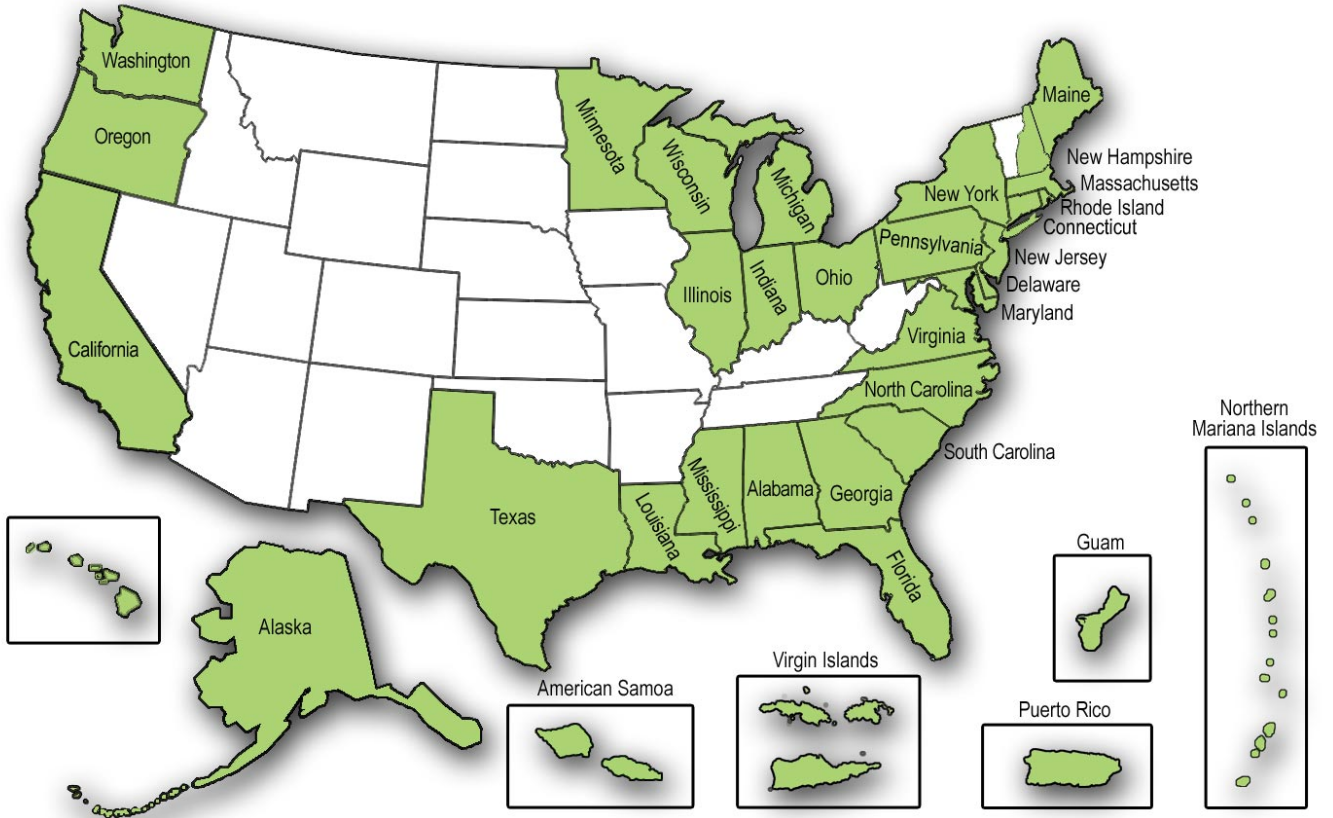 Washington
Oregon
California
Minnesota
Wisconsin
Michigan
Illinois
Indiana
Ohio
Pennsylvania
New York
Maine
New Hampshire
Massachusetts
Rhode Island
Connecticut
New Jersey
Delaware
Maryland
Virginia
North Carolina
South Carolina
Georgia
Alabama
Mississippi
Louisiana
Texas
Florida
Alaska
American Samoa
Virgin Islands
Guam
Puerto Rico
Northern
Mariana Islands